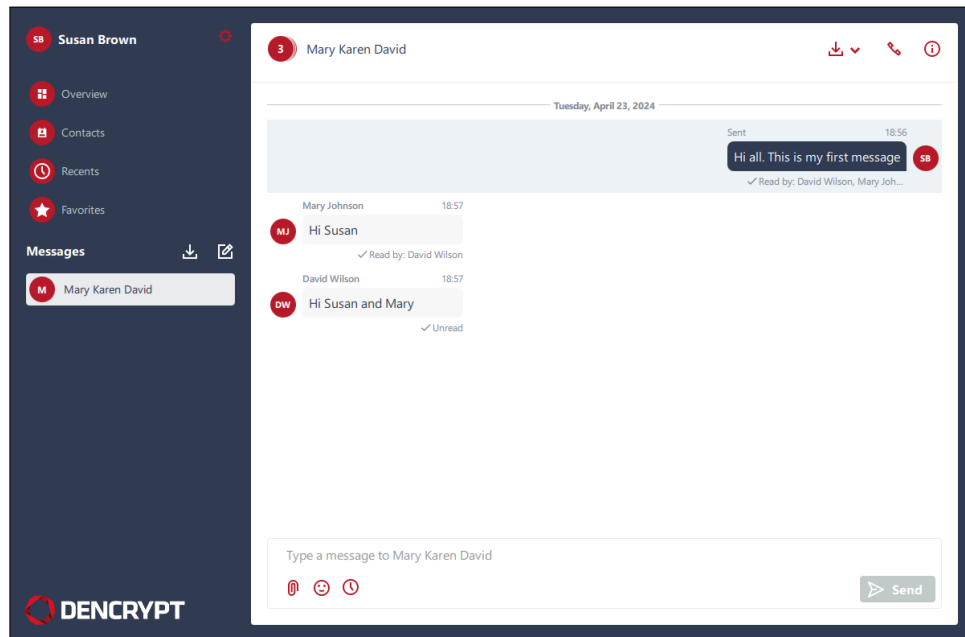 SB Susan Brown
Overview
Contacts
Recents
Favorites
Messages
M Mary Karen David
DENCRYPT
3 Mary Karen David
Tuesday, April 23, 2024
Sent 18:56
Hi all. This is my first message SB
Read by: David Wilson, Mary Joh...
Mary Johnson 18:57
MJ Hi Susan
Read by: David Wilson
David Wilson 18:57
DW Hi Susan and Mary
Unread
Type a message to Mary Karen David
Send